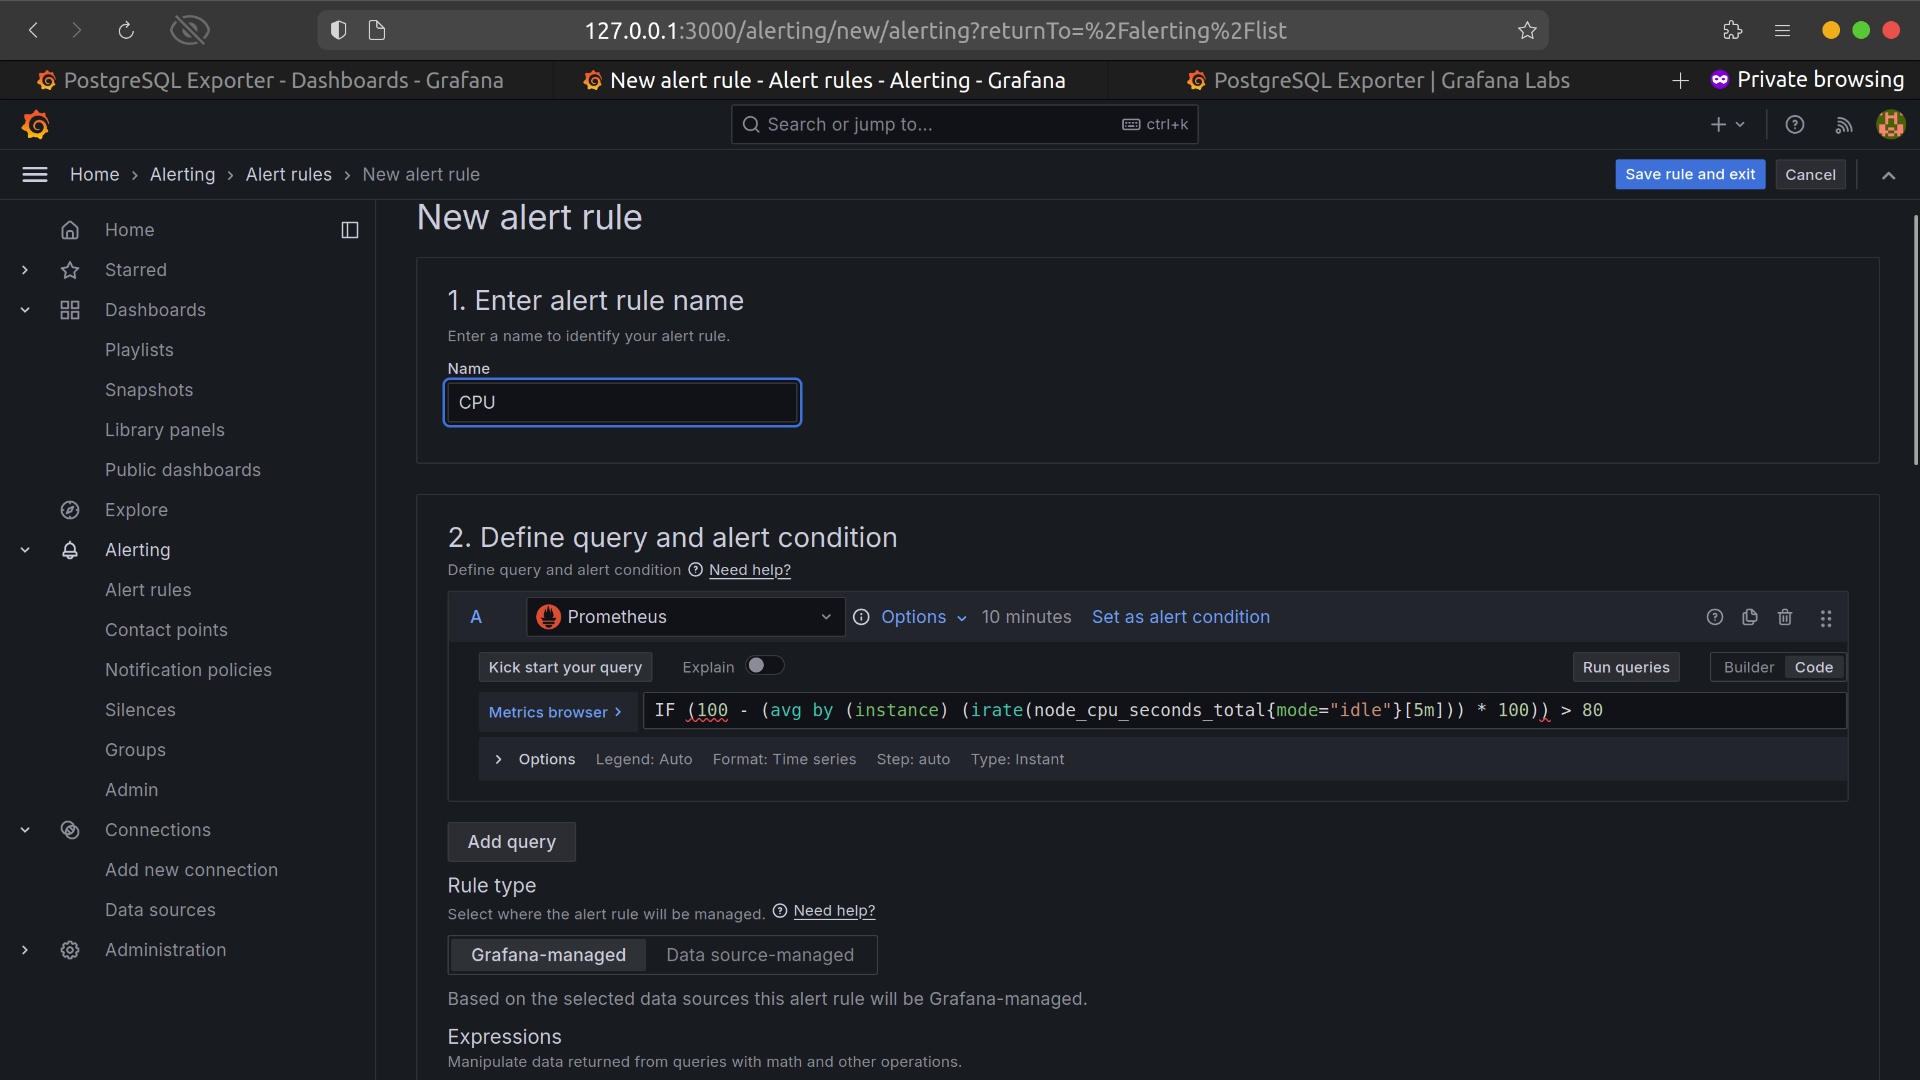 127.0.0.1:3000/alerting/new/alerting?returnTo=%2Falerting%2Flist
PostgreSQL Exporter - Dashboards - Grafana
New alert rule - Alert rules - Alerting - Grafana
PostgreSQL Exporter | Grafana Labs
Private browsing
Search or jump to...
ctrl+k
Home › Alerting › Alert rules › New alert rule
Save rule and exit
Cancel
Home
Starred
Dashboards
Playlists
Snapshots
Library panels
Public dashboards
Explore
Alerting
Alert rules
Contact points
Notification policies
Silences
Groups
Admin
Connections
Add new connection
Data sources
Administration
New alert rule
1. Enter alert rule name
Enter a name to identify your alert rule.
Name
CPU
2. Define query and alert condition
Define query and alert condition Need help?
A Prometheus Options 10 minutes Set as alert condition
Kick start your query Explain Run queries Builder Code
Metrics browser › IF (100 - (avg by (instance) (irate(node_cpu_seconds_total{mode="idle"}[5m])) * 100)) > 80
Options Legend: Auto Format: Time series Step: auto Type: Instant
Add query
Rule type
Select where the alert rule will be managed. Need help?
Grafana-managed Data source-managed
Based on the selected data sources this alert rule will be Grafana-managed.
Expressions
Manipulate data returned from queries with math and other operations.